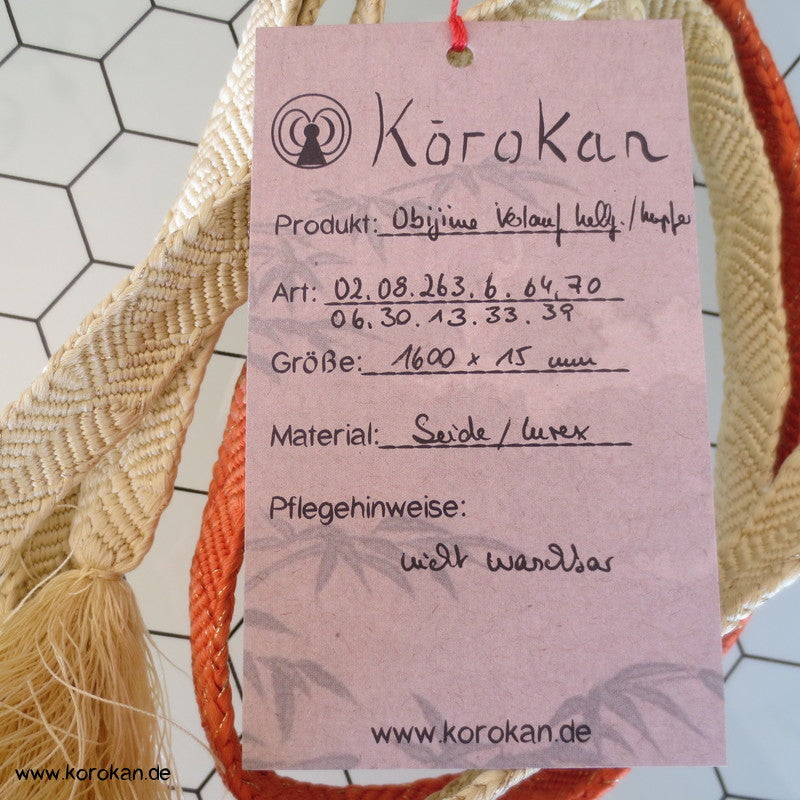 Kōrokan
Produkt: Obijime Verlauf hellg./kupfer
Art: 02.08.263.6.64.70
06.30.13.33.39
Größe: 1600 x 15 mm
Material: Seide / Lurex
Pflegehinweise:
nicht waschbar
www.korokan.de
www.korokan.de